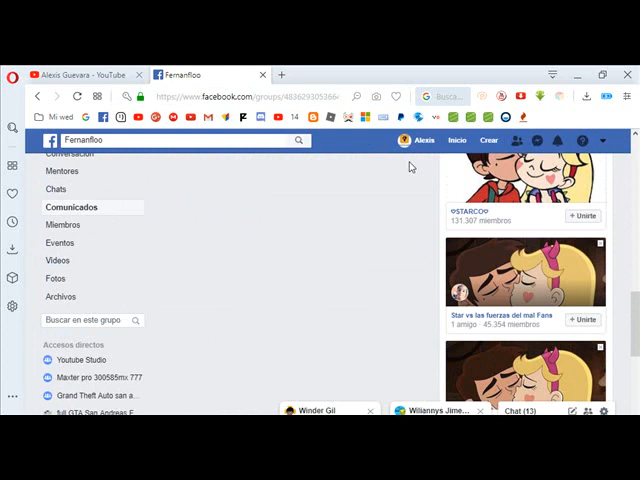 Alexis Guevara - YouTube
Fernanfloo
https://www.facebook.com/groups/4836293053664
Busca...
Mi wed
14
14
Fernanfloo
Alexis
Inicio
Crear
Conversación
Mentores
Chats
Comunicados
Miembros
Eventos
Videos
Fotos
Archivos
Buscar en este grupo
Accesos directos
Youtube Studio
Maxter pro 300585mx 777
Grand Theft Auto san a...
full GTA San Andreas F...
♡STARCO♡
131.307 miembros
+ Unirte
Star vs las fuerzas del mal Fans
1 amigo · 45.354 miembros
+ Unirte
Winder Gil
Wiliannys Jime...
Chat (13)